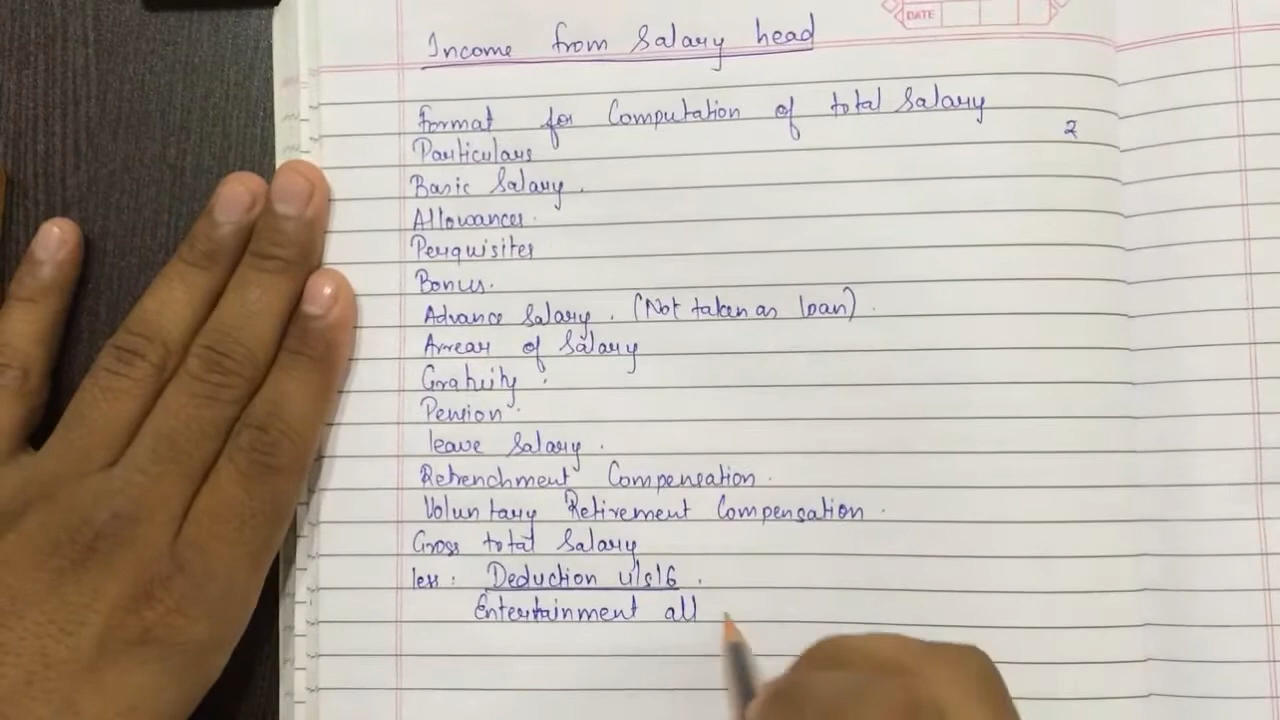 DATE
Income from Salary head
Format for Computation of total Salary
Particulars
Basic Salary.
Allowances.
Perquisites
Bonus.
Advance Salary. (Not taken as loan).
Arrear of Salary
Gratuity.
Pension.
leave Salary.
Retrenchment Compensation.
Voluntary Retirement Compensation.
Gross total Salary
less: Deduction u/s 16.
Entertainment all